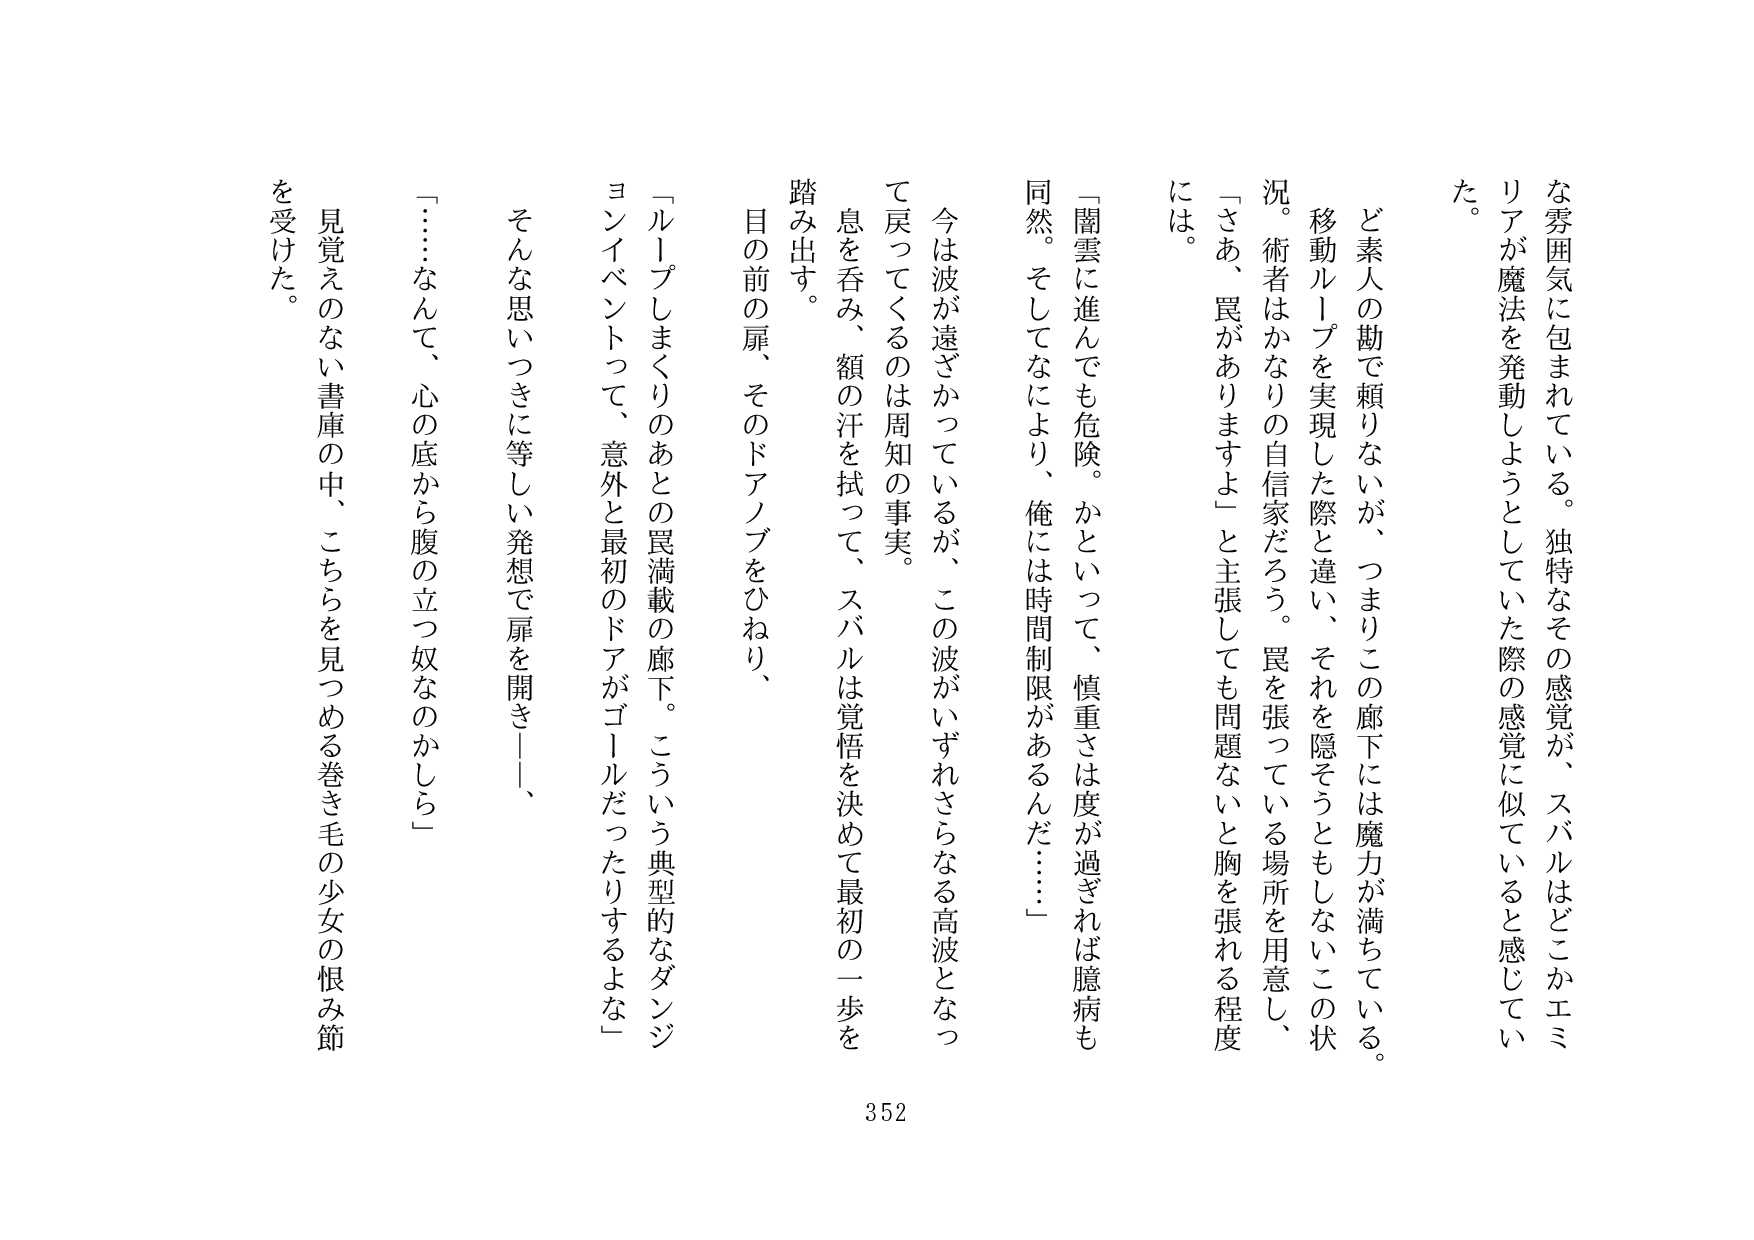 な雰囲気に包まれている。独特なその感覚が、スバルはどこかエミ
リアが魔法を発動しようとしていた際の感覚に似ていると感じてい
た。
　ど素人の勘で頼りないが、つまりこの廊下には魔力が満ちている。
　移動ループを実現した際と違い、それを隠そうともしないこの状
況。術者はかなりの自信家だろう。罠を張っている場所を用意し、
「さあ、罠がありますよ」と主張しても問題ないと胸を張れる程度
には。
「闇雲に進んでも危険。かといって、慎重さは度が過ぎれば臆病も
同然。そしてなにより、俺には時間制限があるんだ……」
　今は波が遠ざかっているが、この波がいずれさらなる高波となっ
て戻ってくるのは周知の事実。
　息を呑み、額の汗を拭って、スバルは覚悟を決めて最初の一歩を
踏み出す。
　目の前の扉、そのドアノブをひねり、
「ループしまくりのあとの罠満載の廊下。こういう典型的なダンジ
ョンイベントって、意外と最初のドアがゴールだったりするよな」
　そんな思いつきに等しい発想で扉を開き――、
「……なんて、心の底から腹の立つ奴なのかしら」
　見覚えのない書庫の中、こちらを見つめる巻き毛の少女の恨み節
を受けた。
352